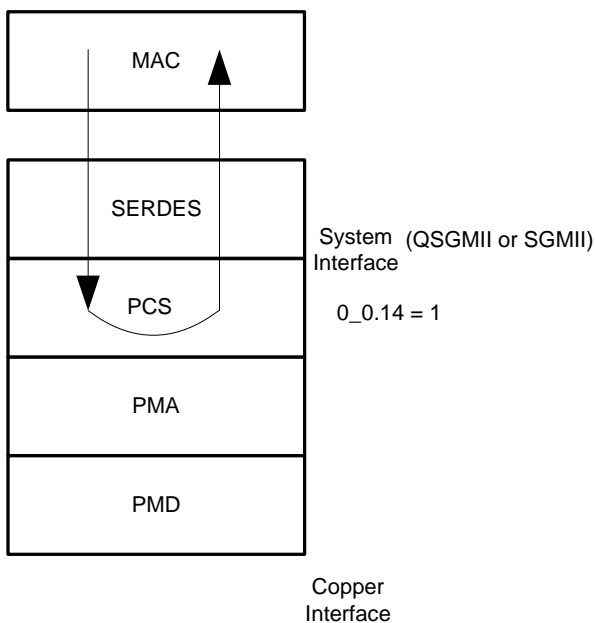 MAC
SERDES
System (QSGMII or SGMII)
Interface
PCS
0_0.14 = 1
PMA
PMD
Copper
Interface